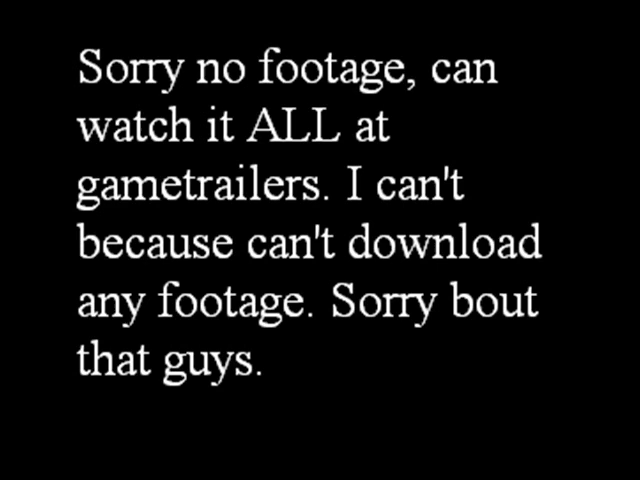 Sorry no footage, can
watch it ALL at
gametrailers. I can't
because can't download
any footage. Sorry bout
that guys.